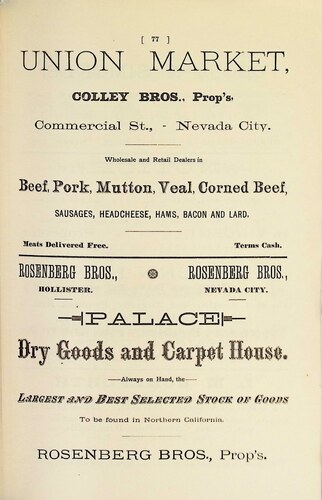 [ 77 ]
UNION MARKET,
COLLEY BROS., Prop's.
Commercial St., - Nevada City.
Wholesale and Retail Dealers in
Beef, Pork, Mutton, Veal, Corned Beef,
SAUSAGES, HEADCHEESE, HAMS, BACON AND LARD.
Meats Delivered Free. Terms Cash.
ROSENBERG BROS., ROSENBERG BROS.,
HOLLISTER. NEVADA CITY.
PALACE
Dry Goods and Carpet House.
—Always on Hand, the—
LARGEST AND BEST SELECTED STOCK OF GOODS
To be found in Northern California.
ROSENBERG BROS., Prop's.